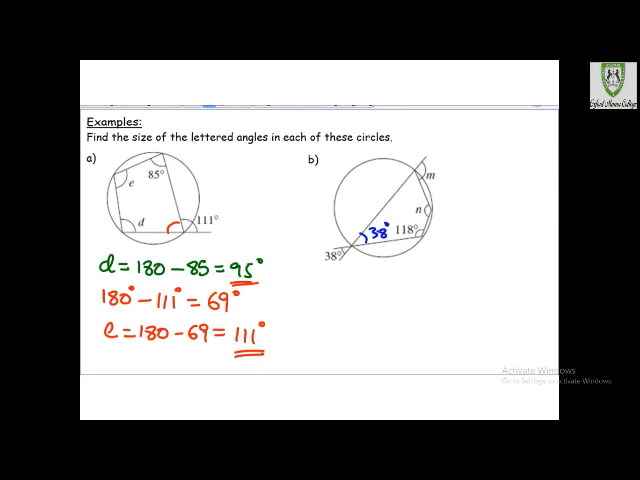 Examples:
Find the size of the lettered angles in each of these circles.
a)
b)
85°
e
d
111°
m
n
38°
118°
38°
d = 180 - 85 = 95°
180° - 111° = 69°
e = 180 - 69 = 111°
Activate Windows
Go to Settings to activate Windows.